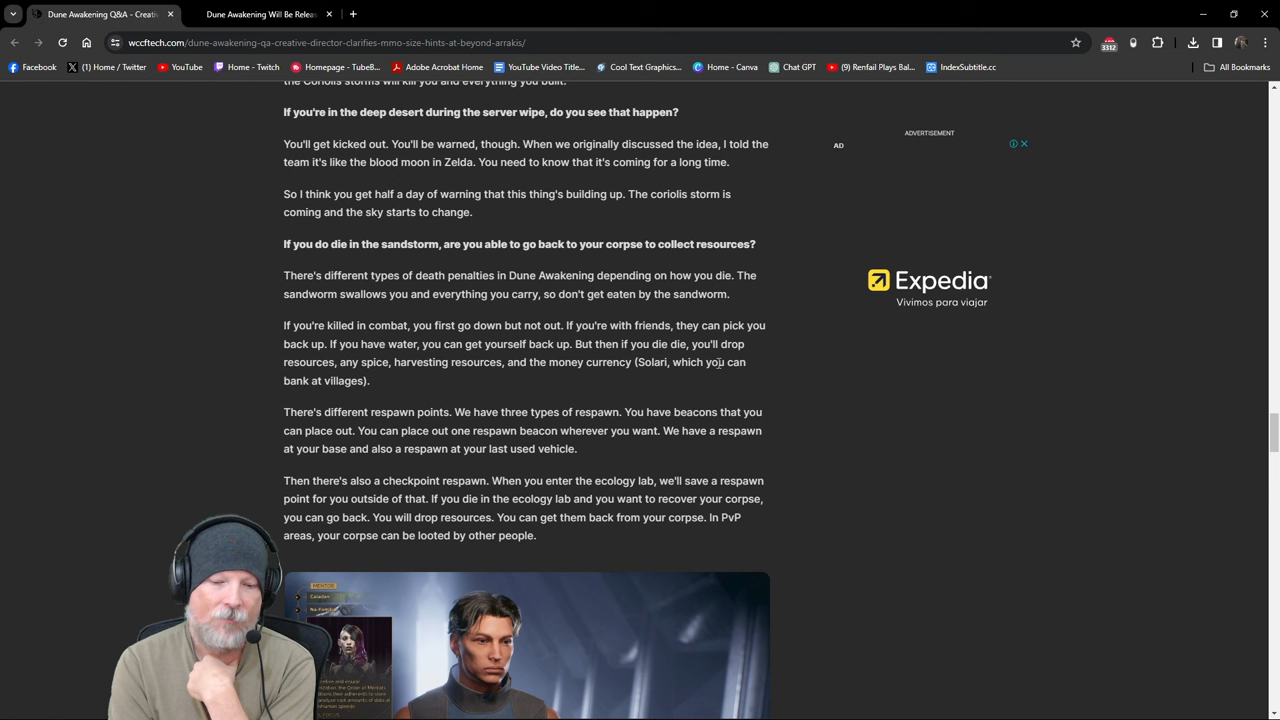 Dune Awakening Q&A - Creativ
Dune Awakening Will Be Relea
wccftech.com/dune-awakening-qa-creative-director-clarifies-mmo-size-hints-at-beyond-arrakis/
3312
Facebook
(1) Home / Twitter
YouTube
Home - Twitch
Homepage - TubeB...
Adobe Acrobat Home
YouTube Video Title...
Cool Text Graphics...
Home - Canva
Chat GPT
(9) Berfail Plays Bal...
IndexSubtitle.cc
All Bookmarks
the Coriolis storms will kill you and everything you built.
If you're in the deep desert during the server wipe, do you see that happen?
You'll get kicked out. You'll be warned, though. When we originally discussed the idea, I told the
team it's like the blood moon in Zelda. You need to know that it's coming for a long time.
So I think you get half a day of warning that this thing's building up. The coriolis storm is
coming and the sky starts to change.
If you do die in the sandstorm, are you able to go back to your corpse to collect resources?
There's different types of death penalties in Dune Awakening depending on how you die. The
sandworm swallows you and everything you carry, so don't get eaten by the sandworm.
If you're killed in combat, you first go down but not out. If you're with friends, they can pick you
back up. If you have water, you can get yourself back up. But then if you die die, you'll drop
resources, any spice, harvesting resources, and the money currency (Solari, which you can
bank at villages).
There's different respawn points. We have three types of respawn. You have beacons that you
can place out. You can place out one respawn beacon wherever you want. We have a respawn
at your base and also a respawn at your last used vehicle.
Then there's also a checkpoint respawn. When you enter the ecology lab, we'll save a respawn
point for you outside of that. If you die in the ecology lab and you want to recover your corpse,
you can go back. You will drop resources. You can get them back from your corpse. In PvP
areas, your corpse can be looted by other people.
ADVERTISEMENT
AD
Expedia
Vivimos para viajar
MENTOR
Caladan